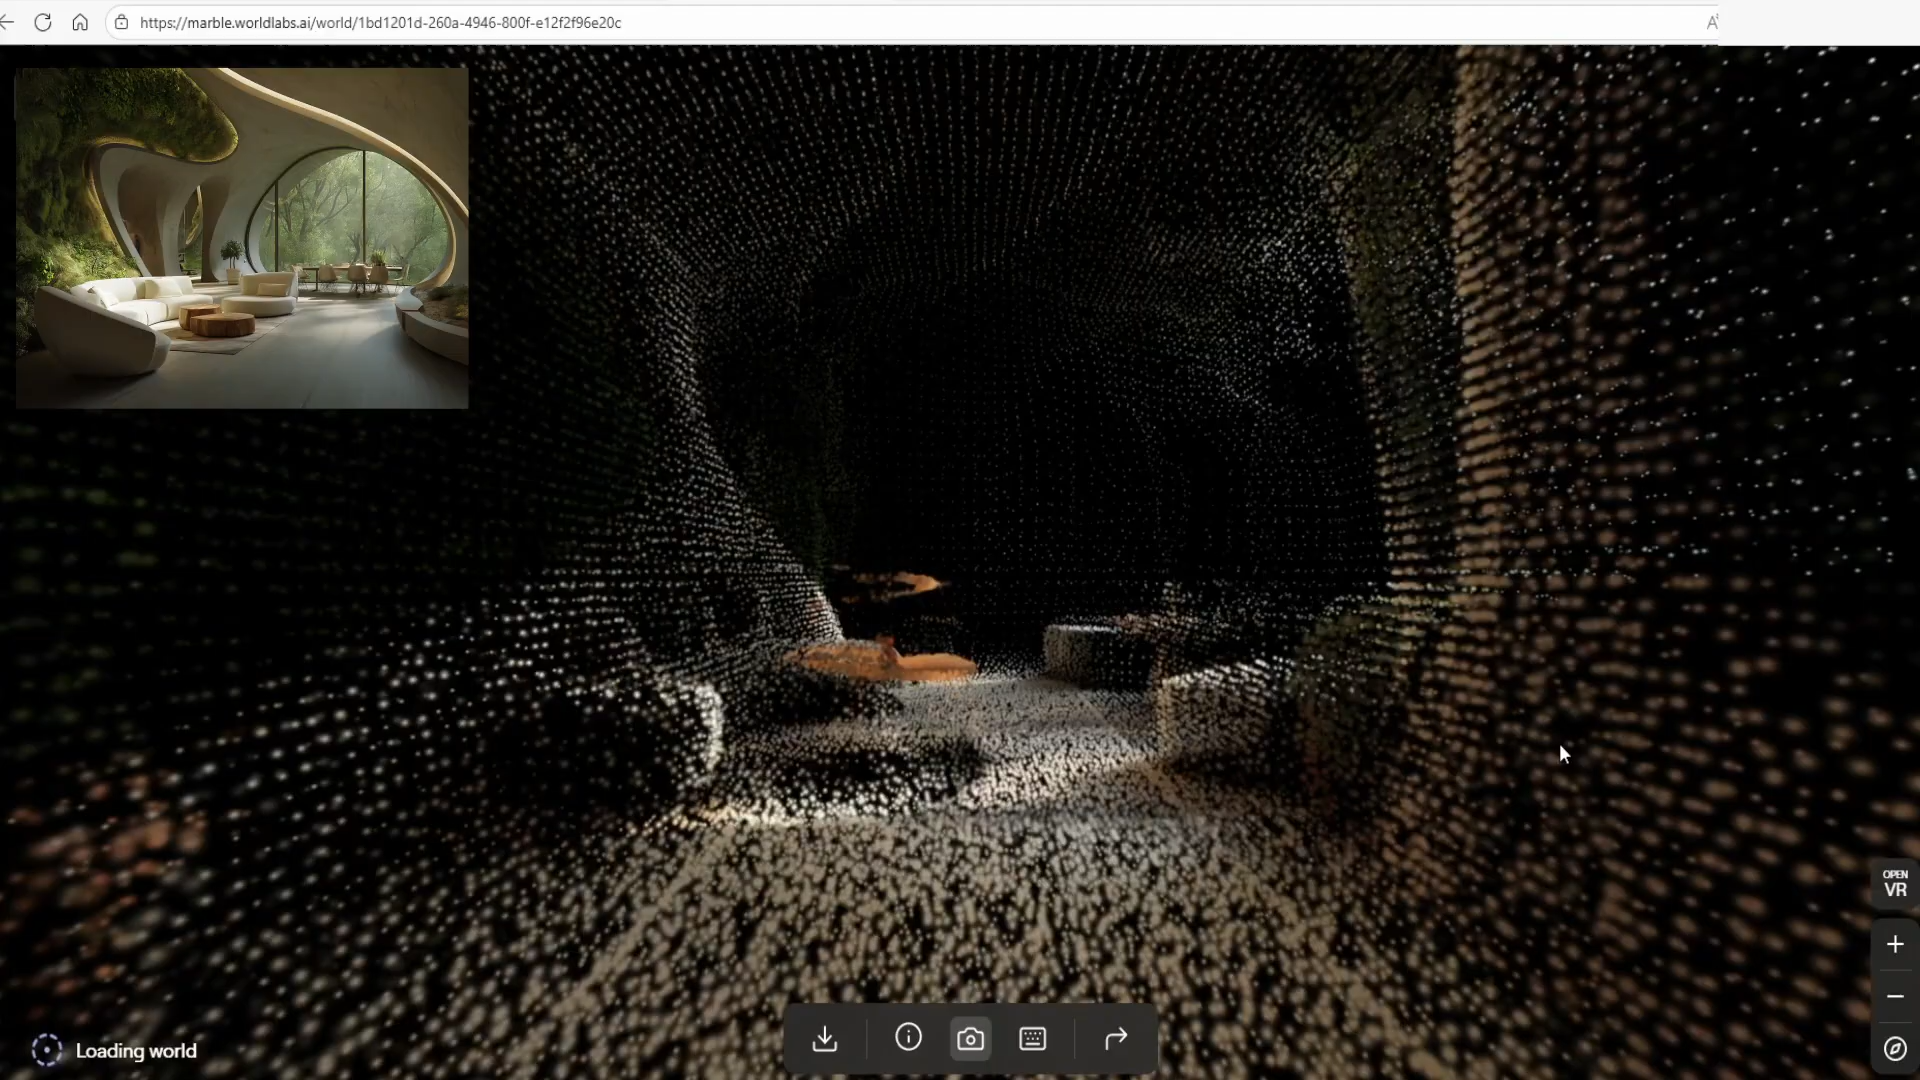 https://marble.worldlabs.ai/world/1bd1201d-260a-4946-800f-e12f2f96e20c
OPEN
VR
Loading world